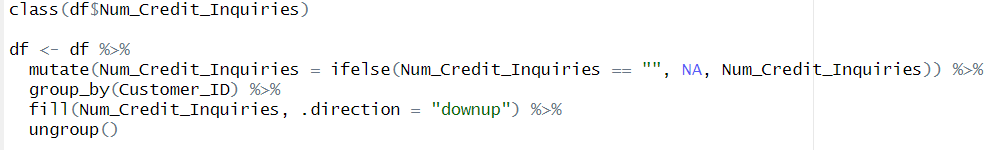 class(df$Num_Credit_Inquiries)
df <- df %>%
mutate(Num_Credit_Inquiries = ifelse(Num_Credit_Inquiries == "", NA, Num_Credit_Inquiries)) %>%
group_by(Customer_ID) %>%
fill(Num_Credit_Inquiries, .direction = "downup") %>%
ungroup()